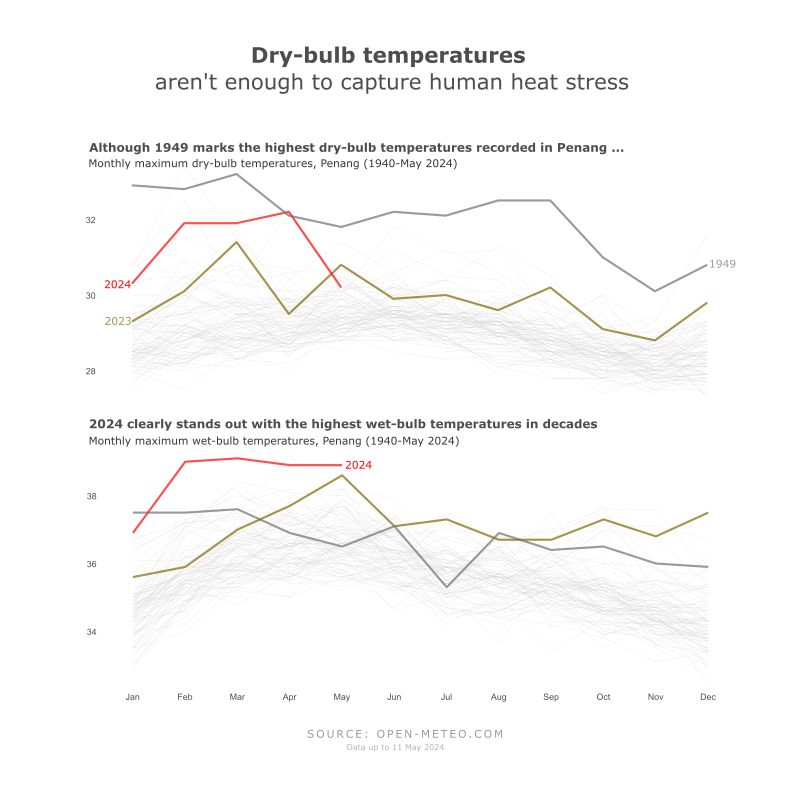 Dry-bulb temperatures
aren't enough to capture human heat stress
Although 1949 marks the highest dry-bulb temperatures recorded in Penang ...
Monthly maximum dry-bulb temperatures, Penang (1940-May 2024)
32
30
28
2024
2023
1949
2024 clearly stands out with the highest wet-bulb temperatures in decades
Monthly maximum wet-bulb temperatures, Penang (1940-May 2024)
2024
38
36
34
Jan Feb Mar Apr May Jun Jul Aug Sep Oct Nov Dec
SOURCE: OPEN-METEO.COM
Data up to 11 May 2024